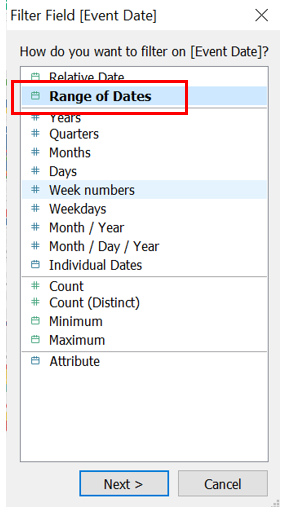 Filter Field [Event Date]
How do you want to filter on [Event Date]?
Relative Date
Range of Dates
Years
Quarters
Months
Days
Week numbers
Weekdays
Month / Year
Month / Day / Year
Individual Dates
Count
Count (Distinct)
Minimum
Maximum
Attribute
Next > Cancel